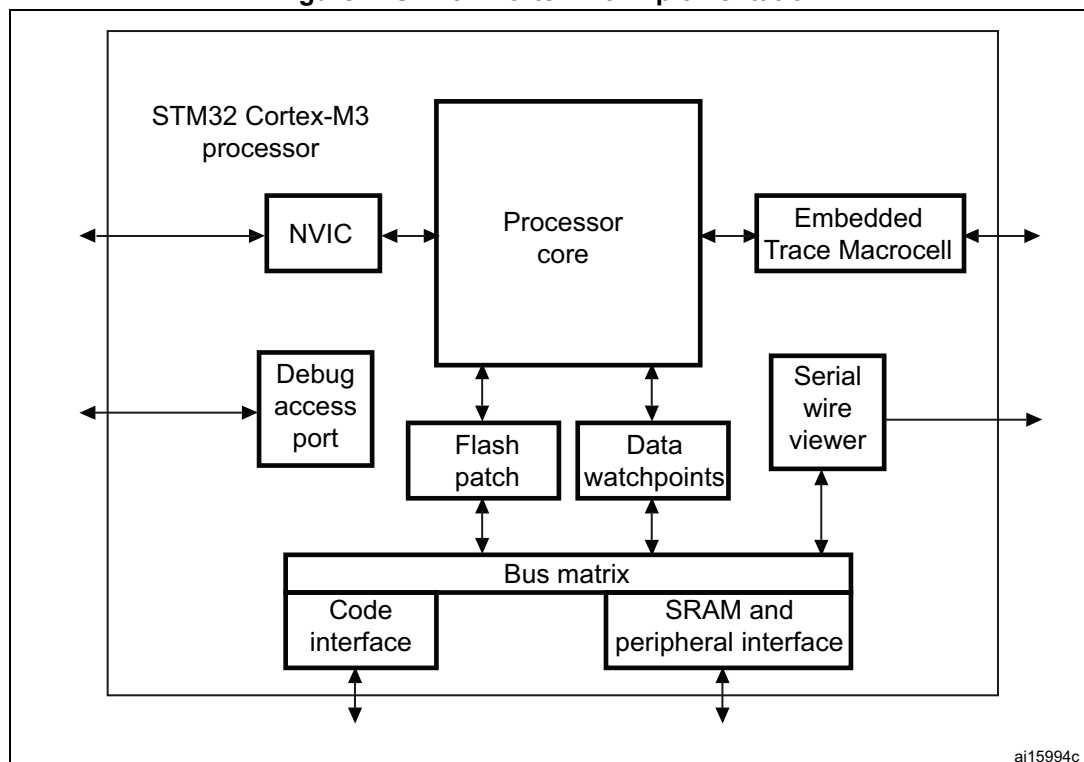 STM32 Cortex-M3
processor
NVIC
Processor
core
Embedded
Trace Macrocell
Debug
access
port
Flash
patch
Data
watchpoints
Serial
wire
viewer
Bus matrix
Code
interface
SRAM and
peripheral interface
ai15994c